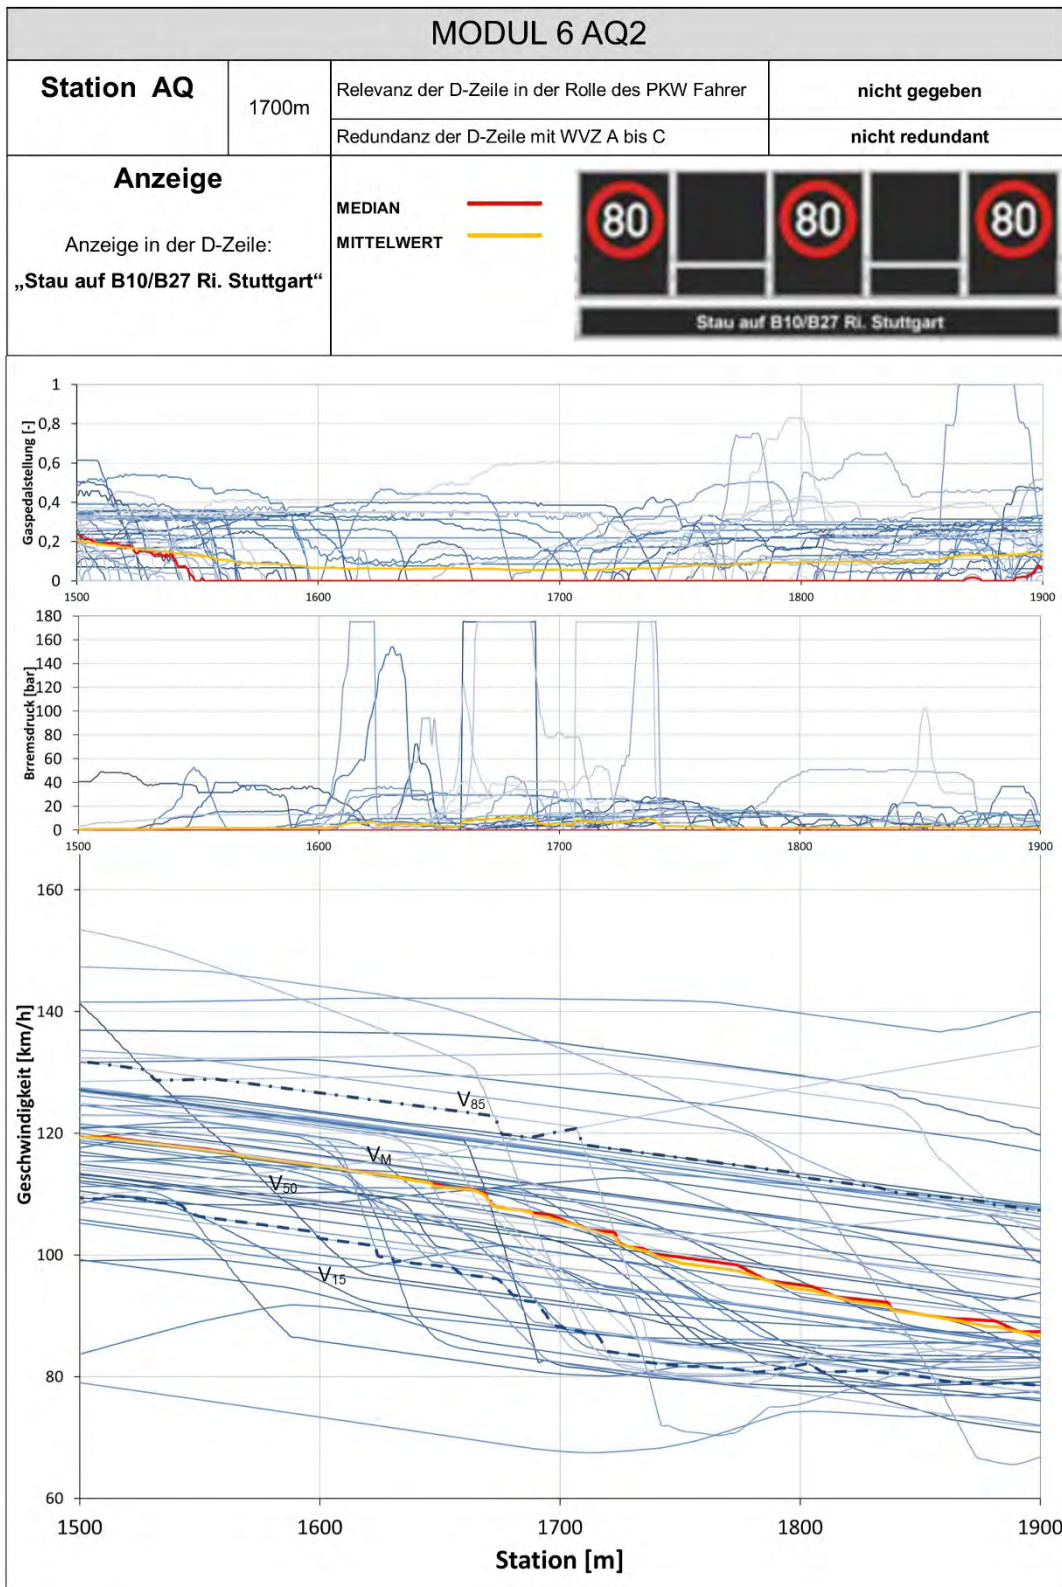 MODUL 6 AQ2
Station AQ
1700m
Relevanz der D-Zeile in der Rolle des PKW Fahrer
nicht gegeben
Redundanz der D-Zeile mit WVZ A bis C
nicht redundant
Anzeige
Anzeige in der D-Zeile:
„Stau auf B10/B27 Ri. Stuttgart“
MEDIAN
MITTELWERT
80 80 80
Stau auf B10/B27 Ri. Stuttgart
Gaspedalstellung [-]
1
0,8
0,6
0,4
0,2
0
1500 1600 1700 1800 1900
Brremsdruck [bar]
180
160
140
120
100
80
60
40
20
0
1500 1600 1700 1800 1900
Geschwindigkeit [km/h]
160
140
120
100
80
60
V85
VM
V50
V15
1500 1600 1700 1800 1900
Station [m]